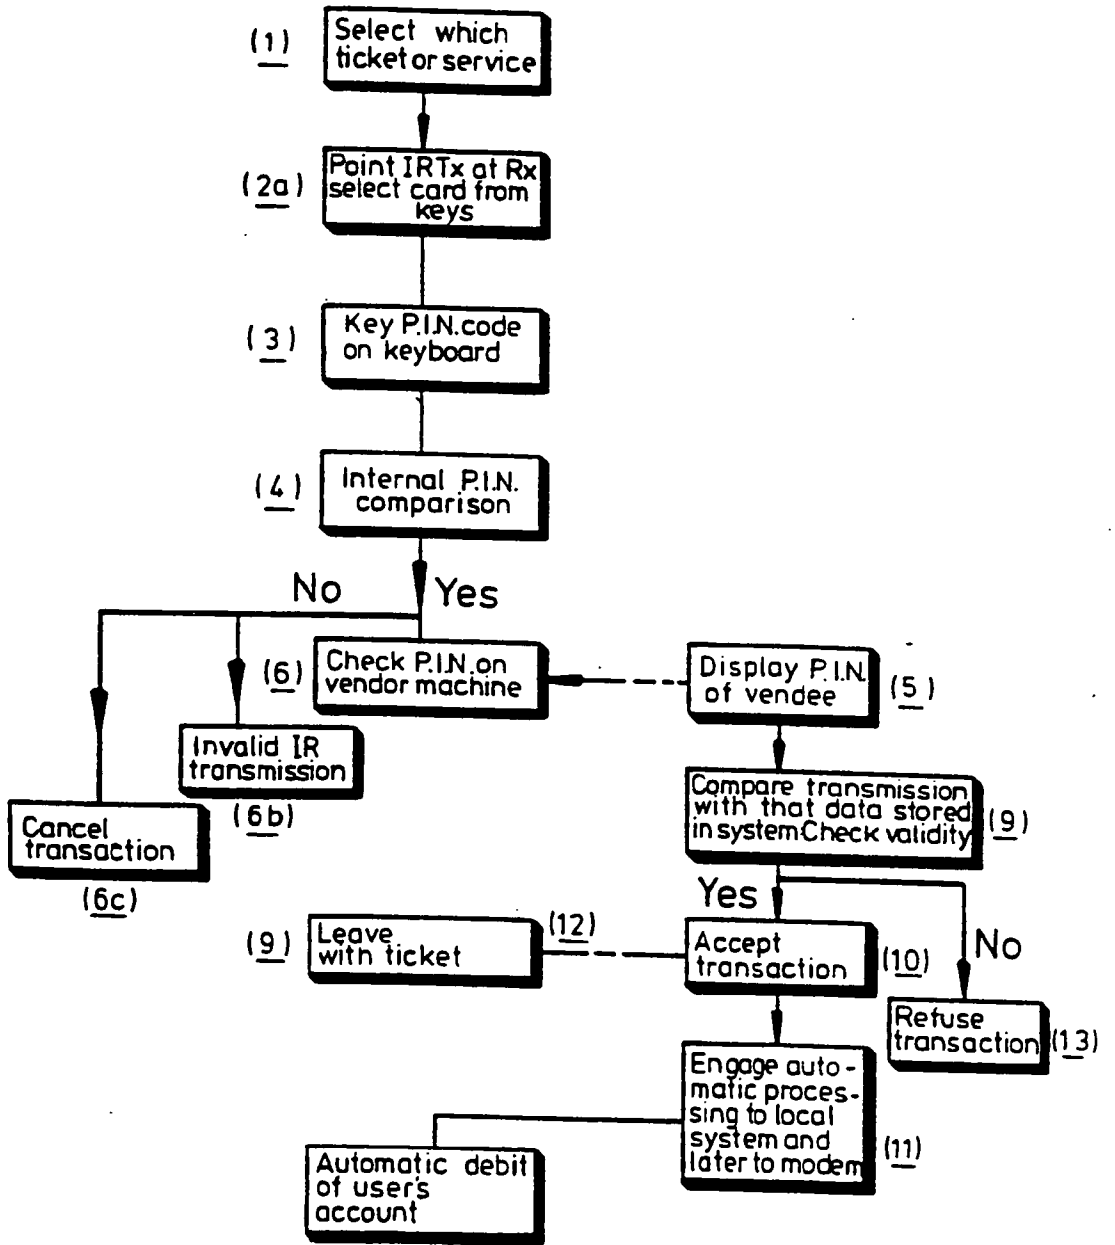 (1)
Select which
ticket or service
(2a)
Point IRTx at Rx
select card from
keys
(3)
Key P.I.N. code
on keyboard
(4)
Internal P.I.N.
comparison
No
Yes
(6)
Check P.I.N. on
vendor machine
Display P.I.N.
of vendee
(5)
Invalid IR
transmission
(6b)
Cancel
transaction
(6c)
Compare transmission
with that data stored
in system Check validity
(9)
Yes
No
(9)
Leave
with ticket
(12)
Accept
transaction
(10)
Refuse
transaction
(13)
Engage auto-
matic proces-
sing to local
system and
later to modem
(11)
Automatic debit
of user's
account